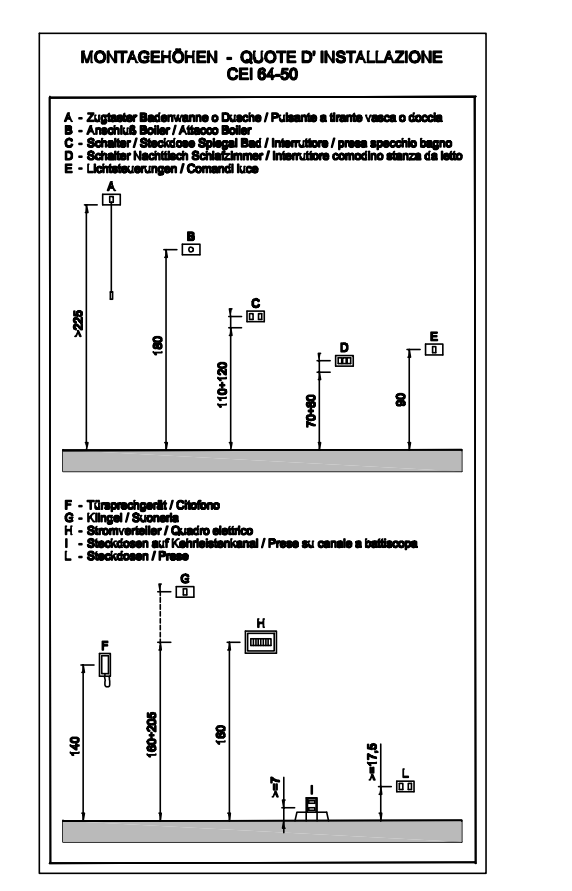 MONTAGEHÖHEN - QUOTE D' INSTALLAZIONE
CEI 64-50
A - Zugtaster Badenwanne o Dusche / Pulsante a tirante vasca o doccia
B - Anschluß Boiler / Attacco Boiler
C - Schalter / Steckdose Spiegel Bad / Interruttore / presa specchio bagno
D - Schalter Nachttisch Schlafzimmer / Interruttore comodino stanza da letto
E - Lichtsteuerungen / Comandi luce
A
B
C
D
E
>225
180
110÷120
70÷80
90
F - Türsprechgerät / Citofono
G - Klingel / Suoneria
H - Stromverteiler / Quadro elettrico
I - Steckdosen auf Kehrleistenkanal / Prese su canale a battiscopa
L - Steckdosen / Prese
G
H
F
I
L
140
160÷205
160
>=7
>=17,5